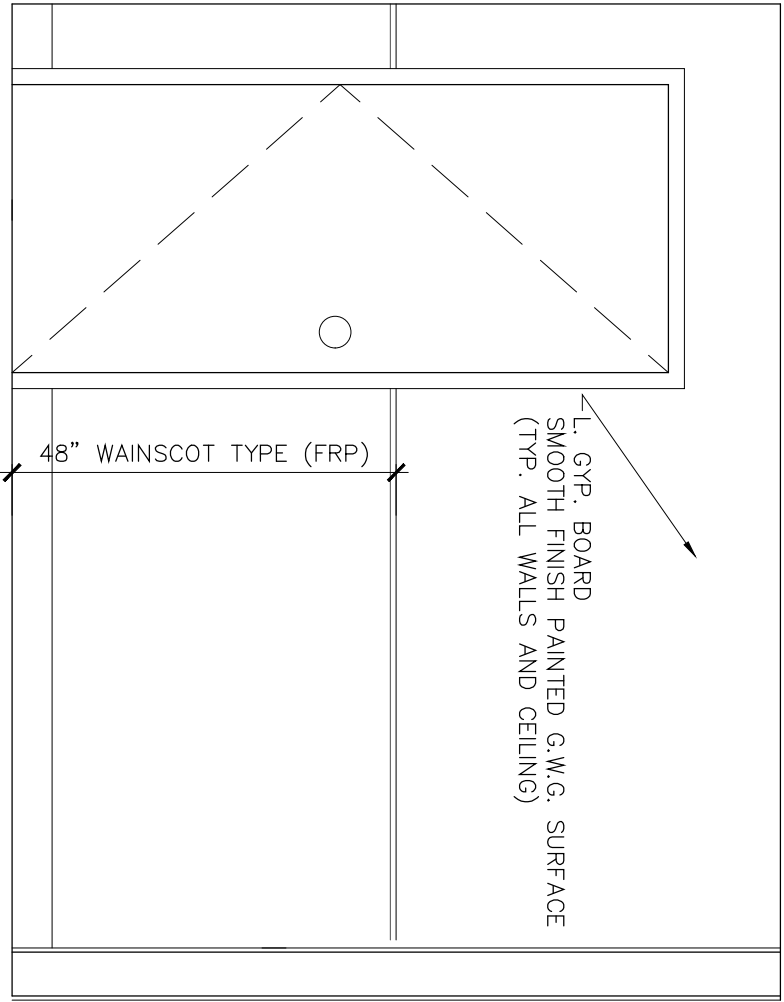 48” WAINSCOT TYPE (FRP)
L. GYP. BOARD
SMOOTH FINISH PAINTED G.W.G. SURFACE
(TYP. ALL WALLS AND CEILING)